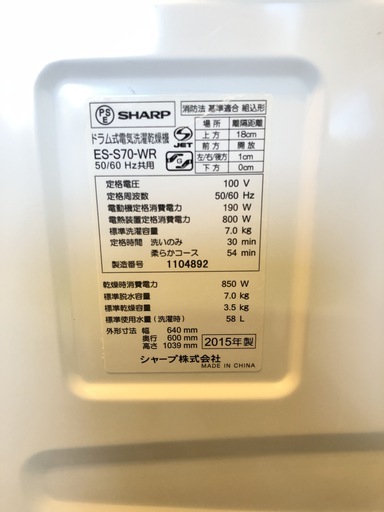 PS E SHARP
ドラム式電気洗濯乾燥機
ES-S70-WR
50/60 Hz共用
S JET
消防法 基準適合 組込形
場所 離隔距離
上方 18cm
前方 開放
左/右/後方 1cm
下方 0cm
定格電圧 100 V
定格周波数 50/60 Hz
電動機定格消費電力 190 W
電熱装置定格消費電力 800 W
標準洗濯容量 7.0 kg
定格時間 洗いのみ 30 min
柔らかコース 54 min
製造番号 1104892
乾燥時消費電力 850 W
標準脱水容量 7.0 kg
標準乾燥容量 3.5 kg
標準使用水量(洗濯時) 58 L
外形寸法 幅 640 mm
奥行 600 mm
高さ 1039 mm
2015年製
シャープ株式会社
MADE IN CHINA